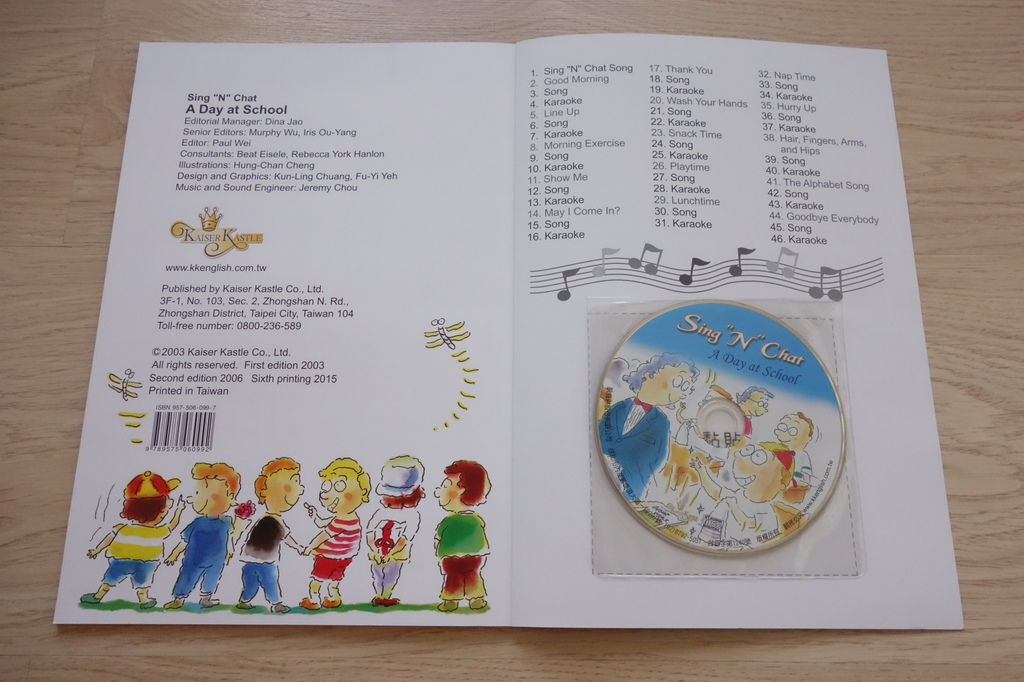 Sing "N" Chat
A Day at School
Editorial Manager: Dina Jao
Senior Editors: Murphy Wu, Iris Ou-Yang
Editor: Paul Wei
Consultants: Beat Eisele, Rebecca York Hanlon
Illustrations: Hung-Chan Cheng
Design and Graphics: Kun-Ling Chuang, Fu-Yi Yeh
Music and Sound Engineer: Jeremy Chou
KAISER KASTLE
www.kkenglish.com.tw
Published by Kaiser Kastle Co., Ltd.
3F-1, No. 103, Sec. 2, Zhongshan N. Rd.,
Zhongshan District, Taipei City, Taiwan 104
Toll-free number: 0800-236-589
©2003 Kaiser Kastle Co., Ltd.
All rights reserved. First edition 2003
Second edition 2006 Sixth printing 2015
Printed in Taiwan
ISBN 957-506-099-7
9789575060992
1. Sing "N" Chat Song
2. Good Morning
3. Song
4. Karaoke
5. Line Up
6. Song
7. Karaoke
8. Morning Exercise
9. Song
10. Karaoke
11. Show Me
12. Song
13. Karaoke
14. May I Come In?
15. Song
16. Karaoke
17. Thank You
18. Song
19. Karaoke
20. Wash Your Hands
21. Song
22. Karaoke
23. Snack Time
24. Song
25. Karaoke
26. Playtime
27. Song
28. Karaoke
29. Lunchtime
30. Song
31. Karaoke
32. Nap Time
33. Song
34. Karaoke
35. Hurry Up
36. Song
37. Karaoke
38. Hair, Fingers, Arms,
and Hips
39. Song
40. Karaoke
41. The Alphabet Song
42. Song
43. Karaoke
44. Goodbye Everybody
45. Song
46. Karaoke
Sing "N" Chat
A Day at School
黏貼
www.kkenglish.com.tw